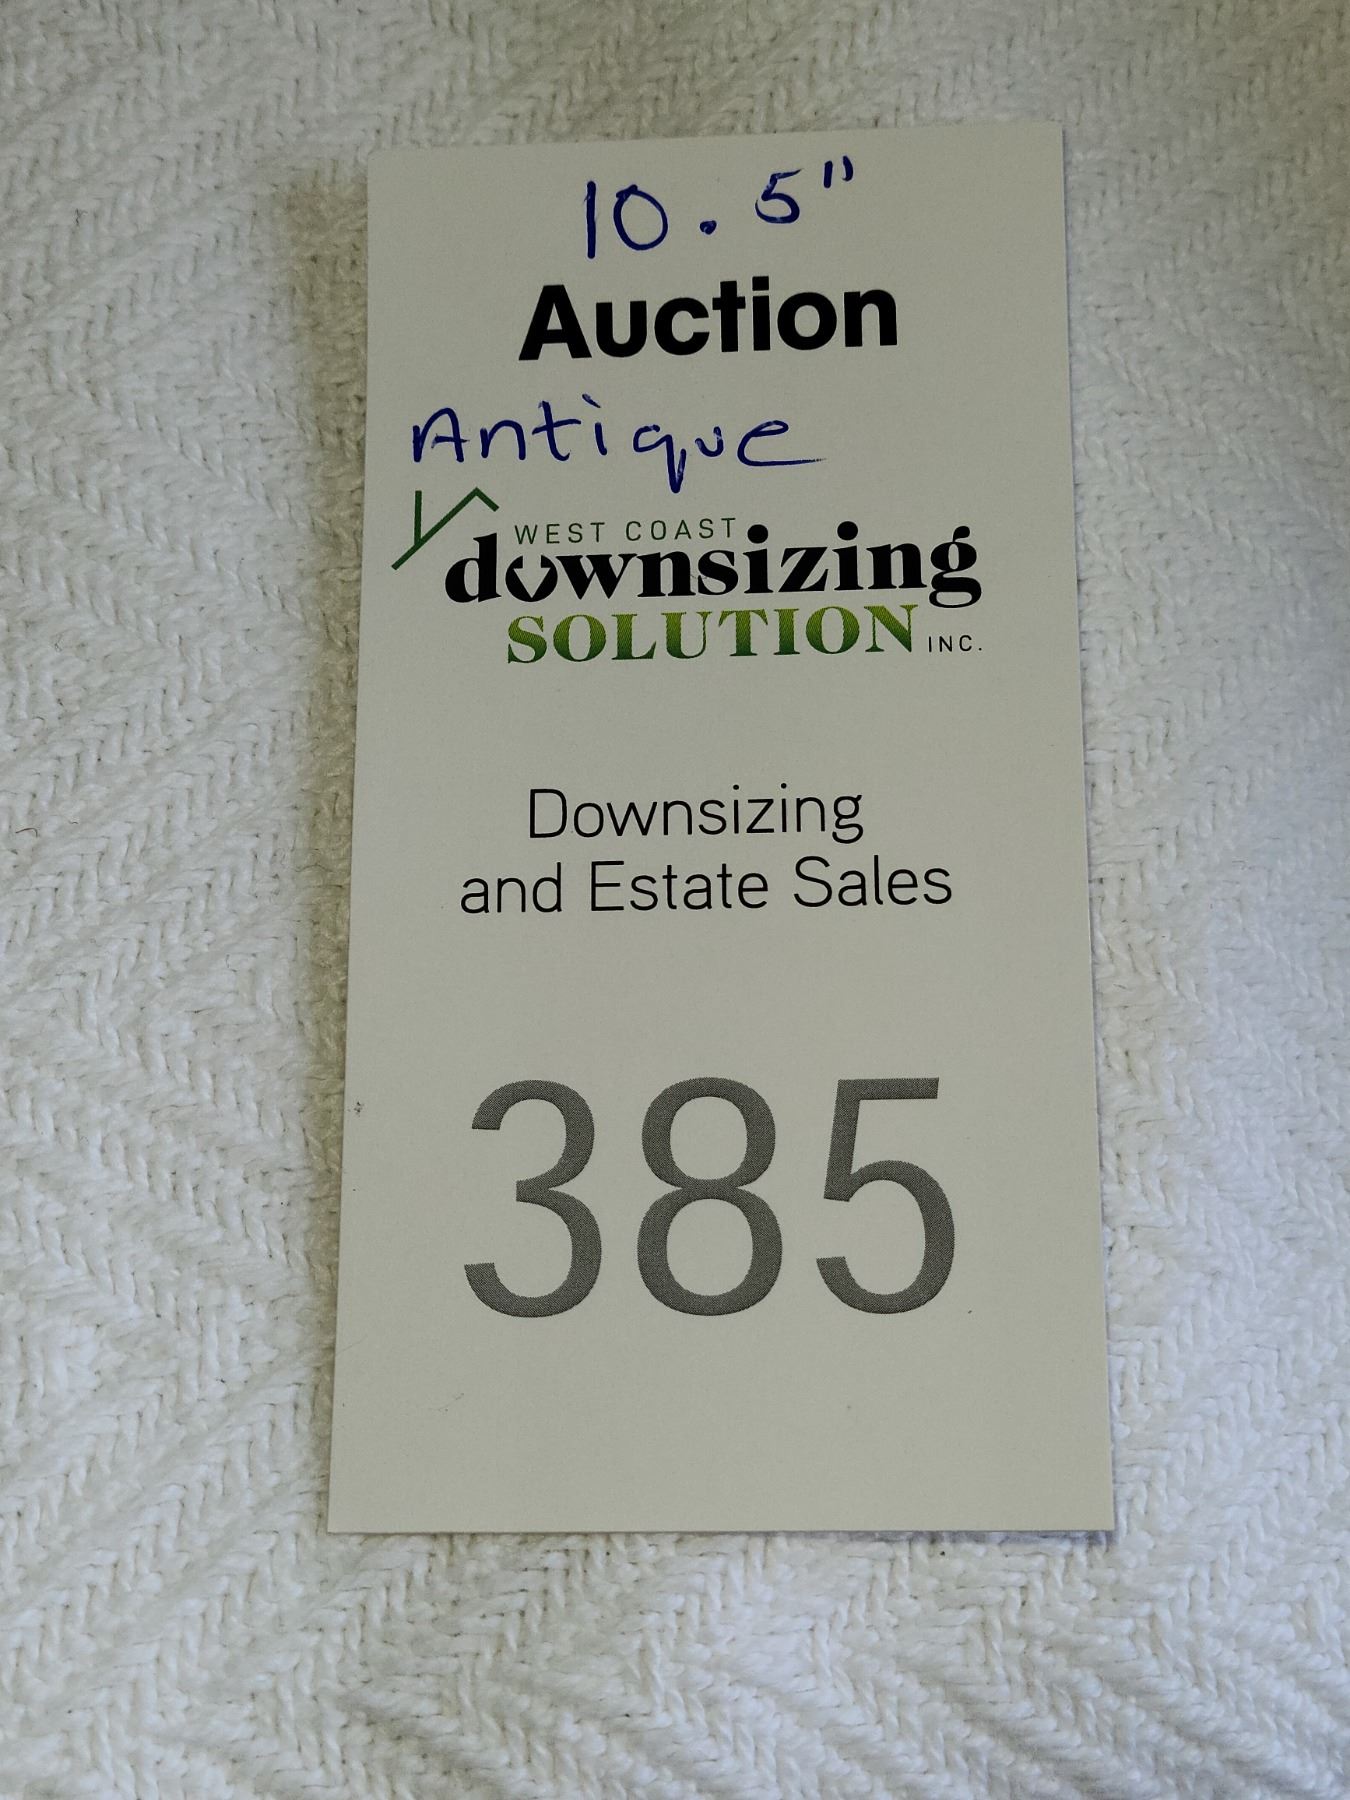 10.5"
Auction
Antique
WEST COAST
downsizing
SOLUTION INC.
Downsizing
and Estate Sales
385